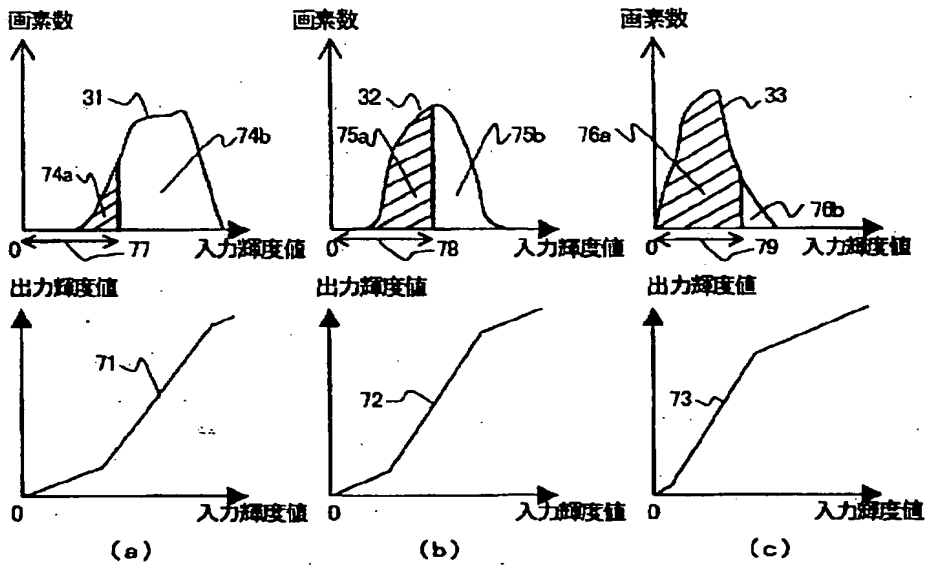 画素数
31
74a
74b
0
77
入力輝度値
画素数
32
75a
75b
0
78
入力輝度値
画素数
33
76a
76b
0
79
入力輝度値
出力輝度値
71
0
入力輝度値
(a)
出力輝度値
72
0
入力輝度値
(b)
出力輝度値
73
0
入力輝度値
(c)